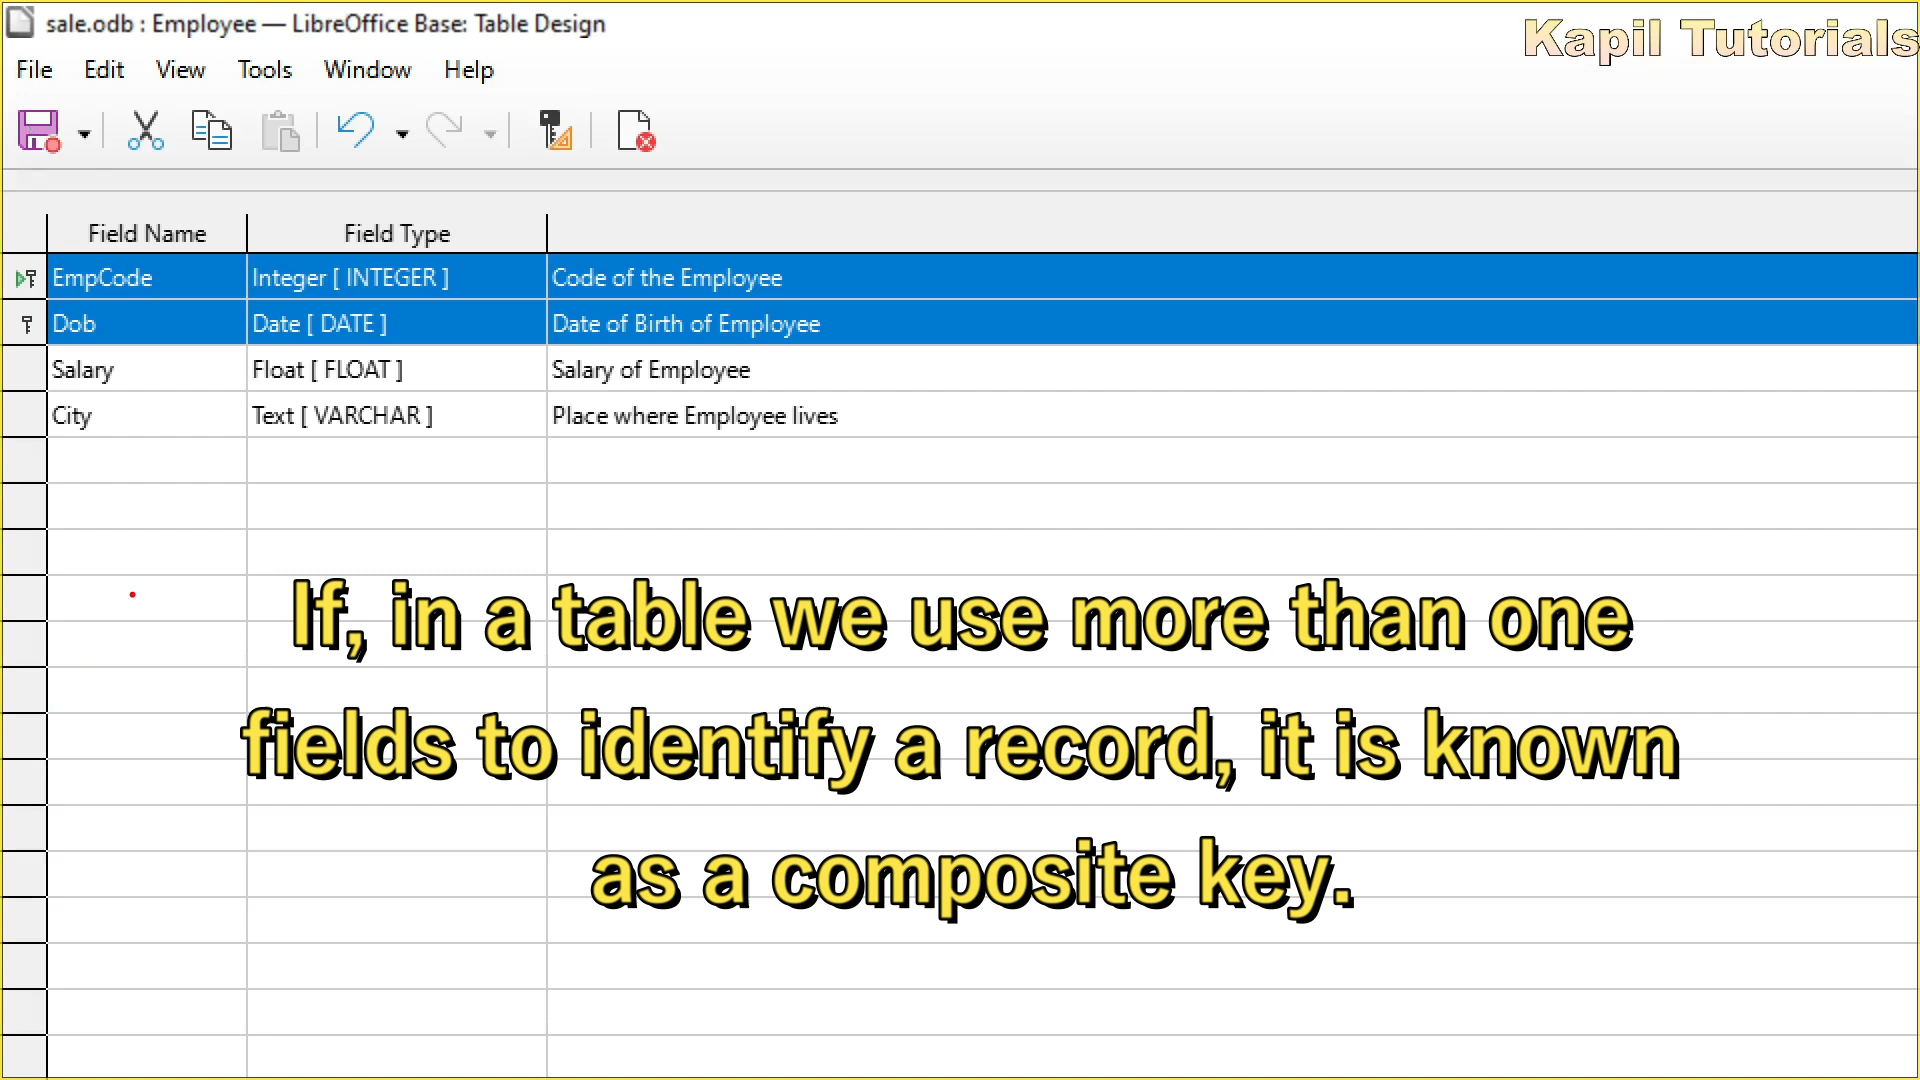 sale.odb : Employee — LibreOffice Base: Table Design
Kapil Tutorials
File Edit View Tools Window Help
Field Name Field Type
EmpCode Integer [ INTEGER ] Code of the Employee
Dob Date [ DATE ] Date of Birth of Employee
Salary Float [ FLOAT ] Salary of Employee
City Text [ VARCHAR ] Place where Employee lives
If, in a table we use more than one
fields to identify a record, it is known
as a composite key.